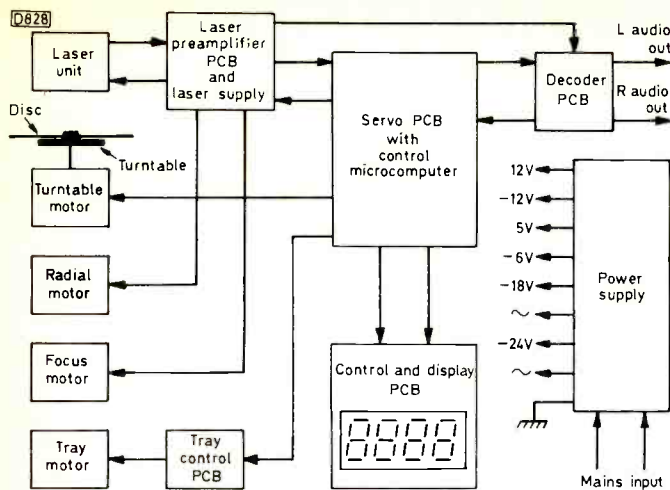 D828
Laser
unit
Laser
preamplifier
PCB
and
laser supply
Servo PCB
with
control
microcomputer
Decoder
PCB
L audio
out
R audio
out
Disc
Turntable
Turntable
motor
Radial
motor
Focus
motor
Tray
motor
Tray
control
PCB
Control and display
PCB
8888
12V
-12V
5V
-6V
-18V
~
-24V
~
Power
supply
Mains input